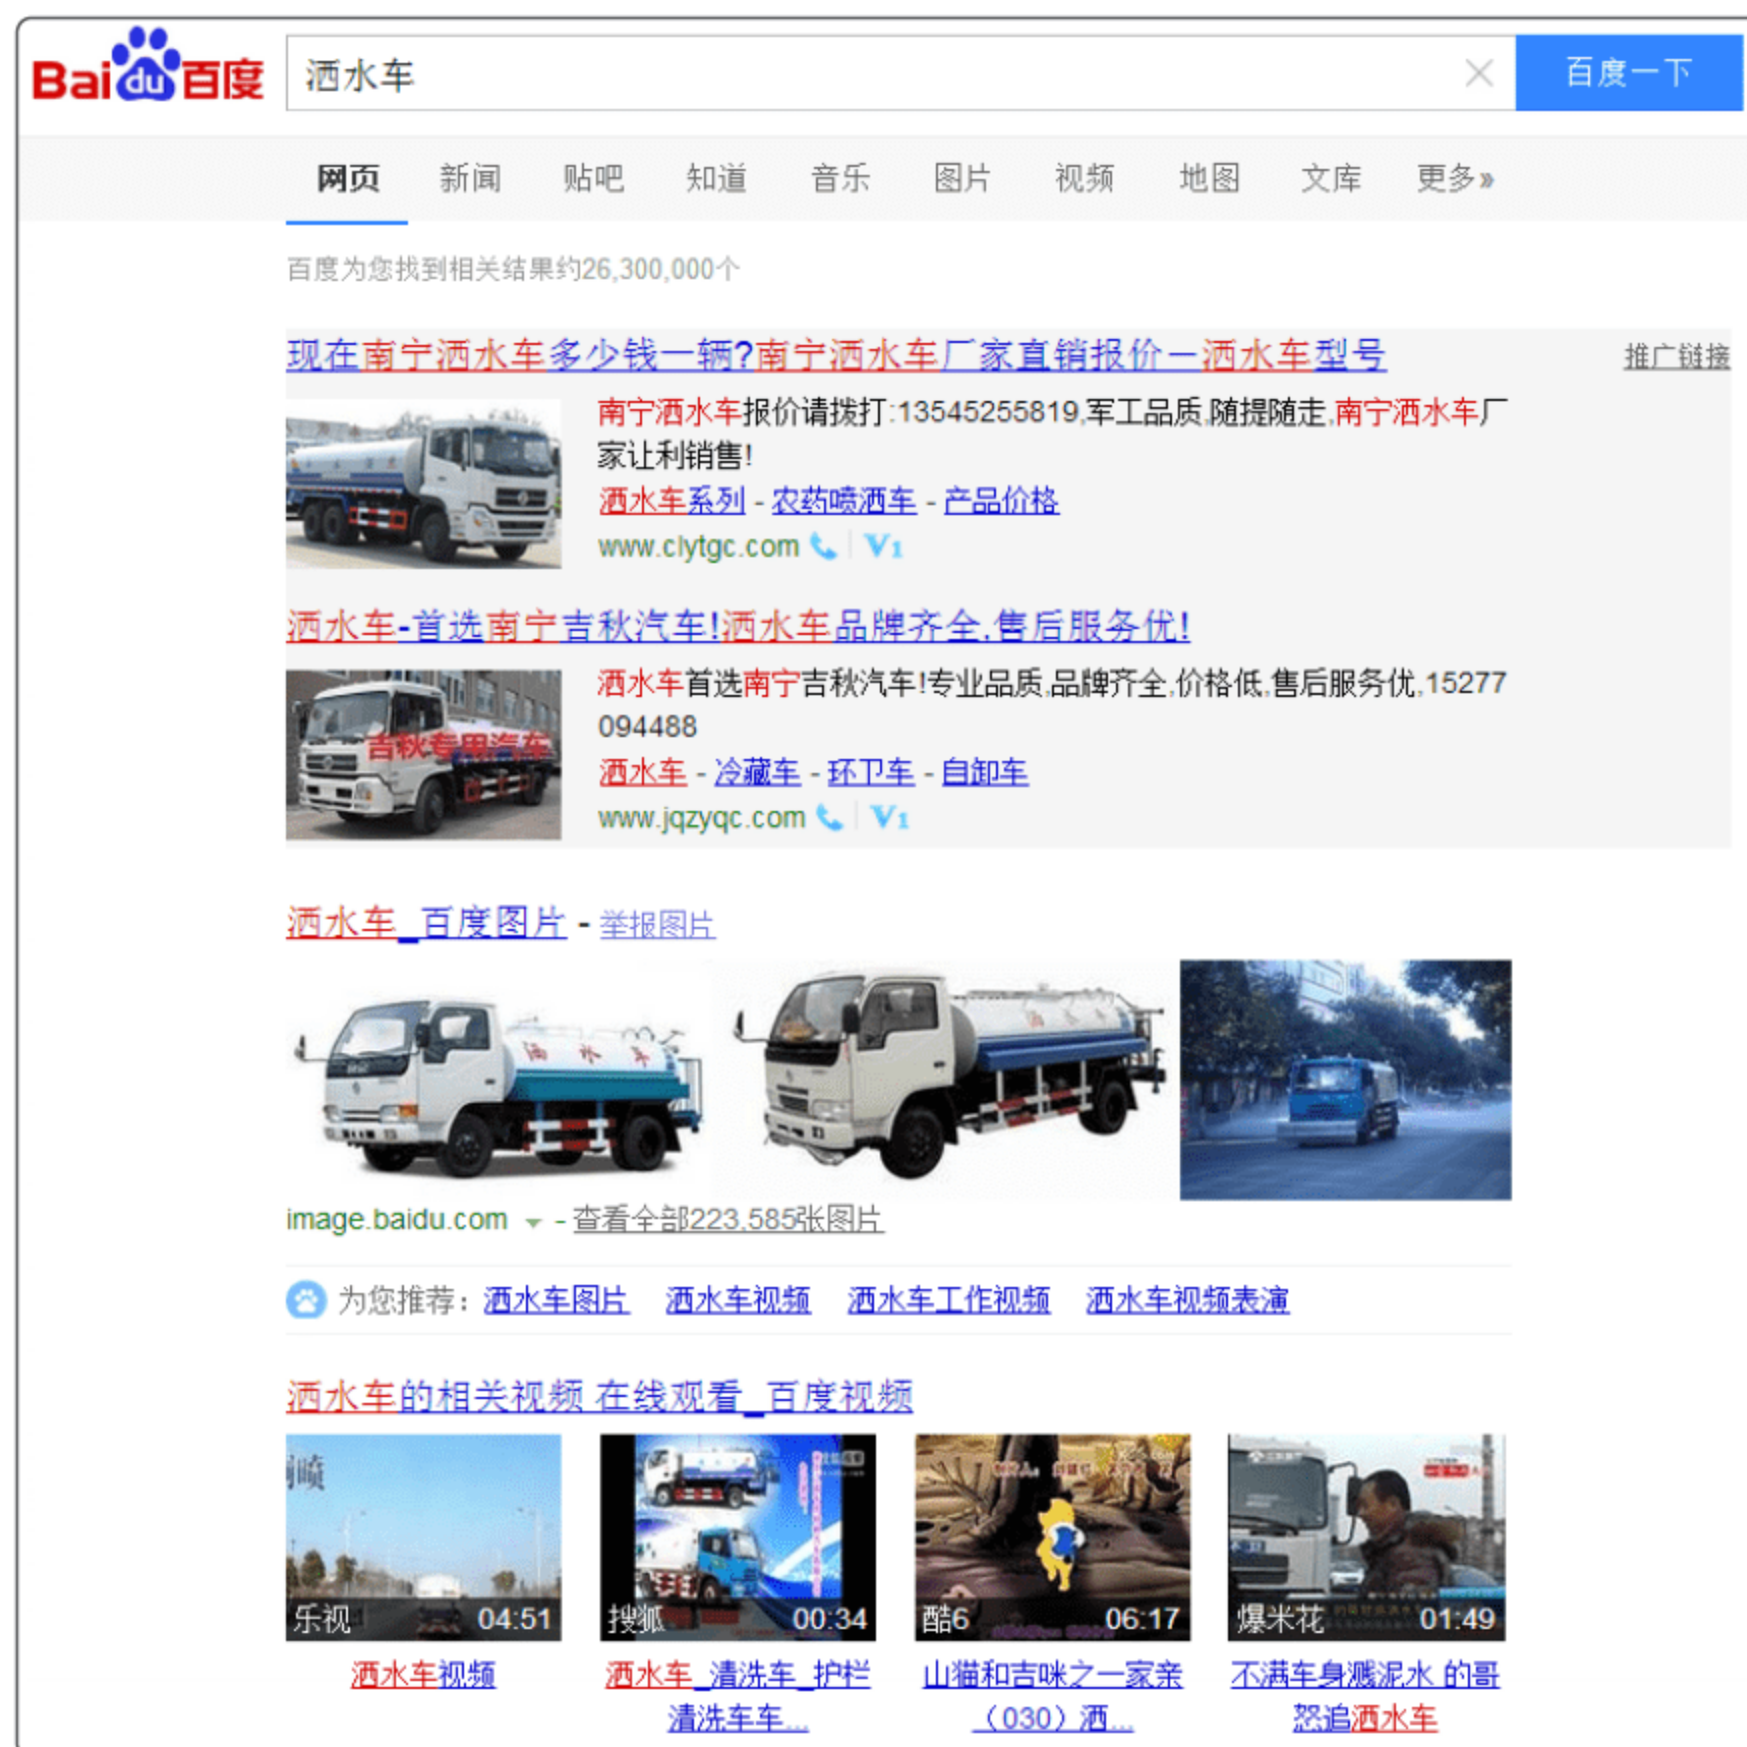 Bai du 百度
洒水车
百度一下
网页 新闻 贴吧 知道 音乐 图片 视频 地图 文库 更多»
百度为您找到相关结果约26,300,000个
现在南宁洒水车多少钱一辆?南宁洒水车厂家直销报价－洒水车型号
推广链接
南宁洒水车报价请拨打:13545255819,军工品质,随提随走,南宁洒水车厂
家让利销售!
洒水车系列 - 农药喷洒车 - 产品价格
www.clytgc.com V1
洒水车-首选南宁吉秋汽车!洒水车品牌齐全,售后服务优!
吉秋专用汽车
洒水车首选南宁吉秋汽车!专业品质,品牌齐全,价格低,售后服务优,15277
094488
洒水车 - 冷藏车 - 环卫车 - 自卸车
www.jqzyqc.com V1
洒水车_百度图片 - 举报图片
洒 水 车
image.baidu.com - 查看全部223,585张图片
为您推荐： 洒水车图片 洒水车视频 洒水车工作视频 洒水车视频表演
洒水车的相关视频 在线观看_百度视频
乐视 04:51
搜狐 00:34
酷6 06:17
爆米花 01:49
洒水车视频
洒水车_清洗车_护栏
清洗车车...
山猫和吉咪之一家亲
（030）洒...
不满车身溅泥水 的哥
怒追洒水车